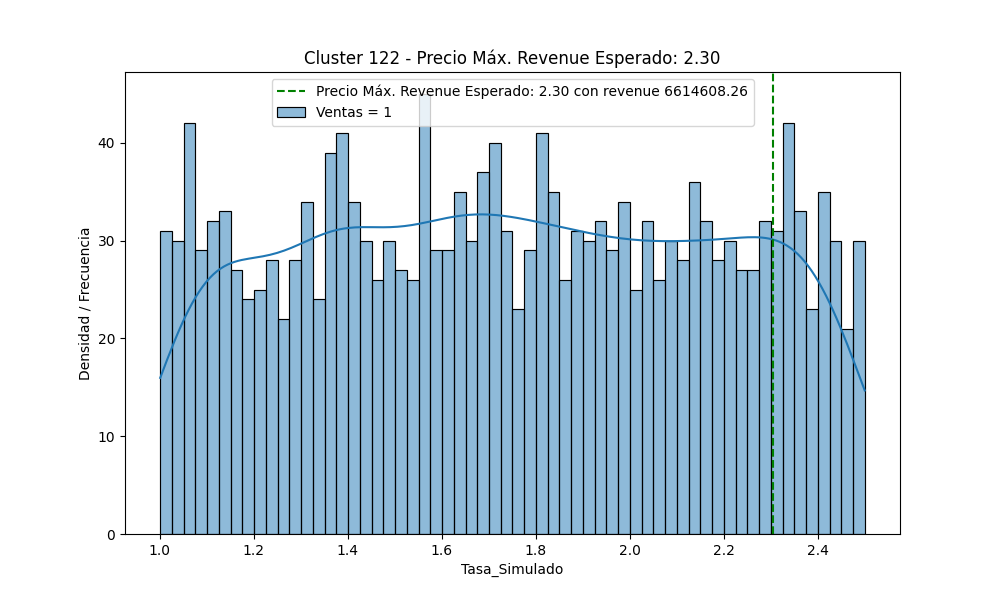 Cluster 122 - Precio Máx. Revenue Esperado: 2.30
Precio Máx. Revenue Esperado: 2.30 con revenue 6614608.26
Ventas = 1
Densidad / Frecuencia
40
30
20
10
0
1.0 1.2 1.4 1.6 1.8 2.0 2.2 2.4
Tasa_Simulado